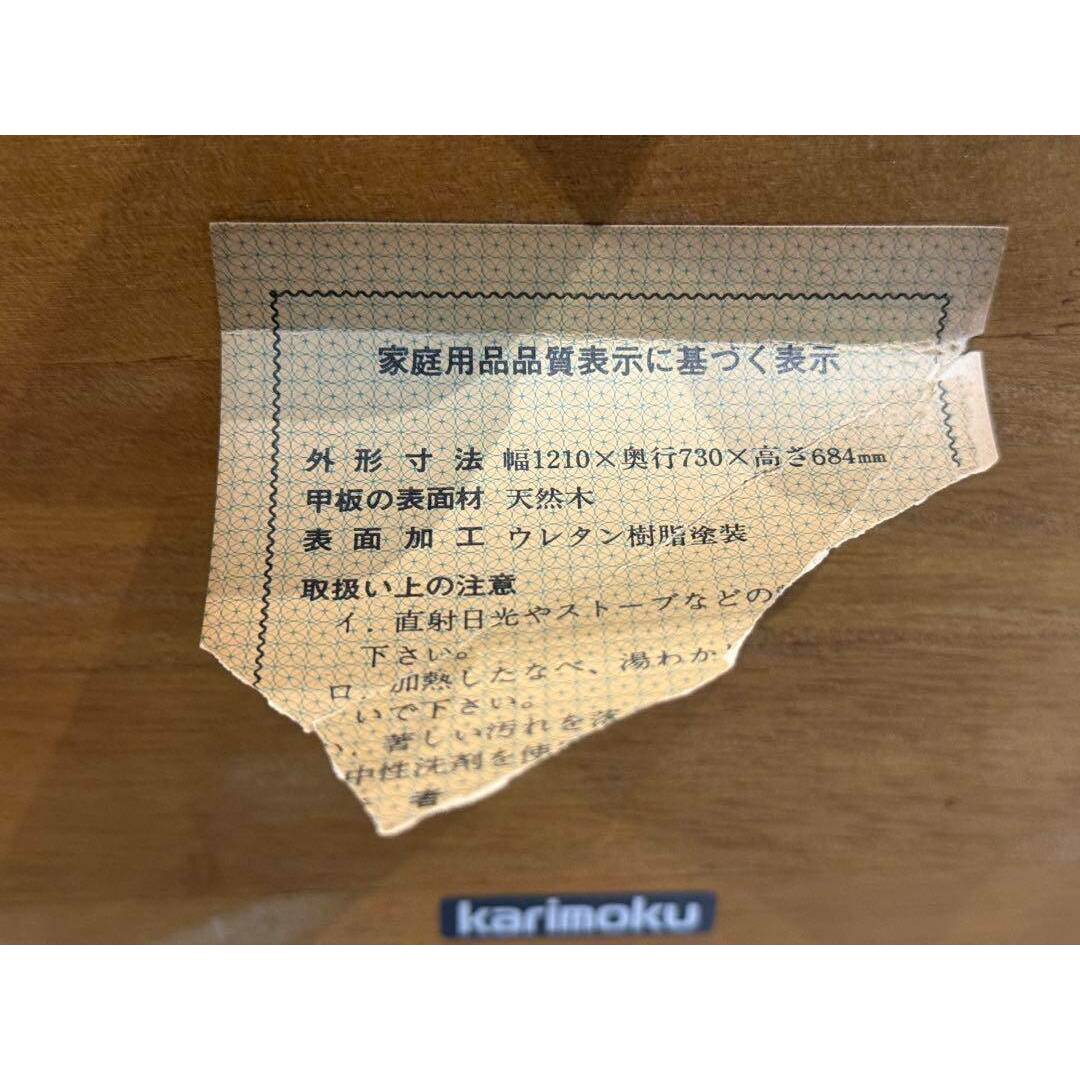 家庭用品品質表示に基づく表示
外形寸法 幅1210×奥行730×高さ684mm
甲板の表面材 天然木
表面加工 ウレタン樹脂塗装
取扱い上の注意
イ．直射日光やストーブなどの
下さい。
ロ．加熱したなべ、湯わか
いで下さい。
著しい汚れを落
中性洗剤を使
karimoku